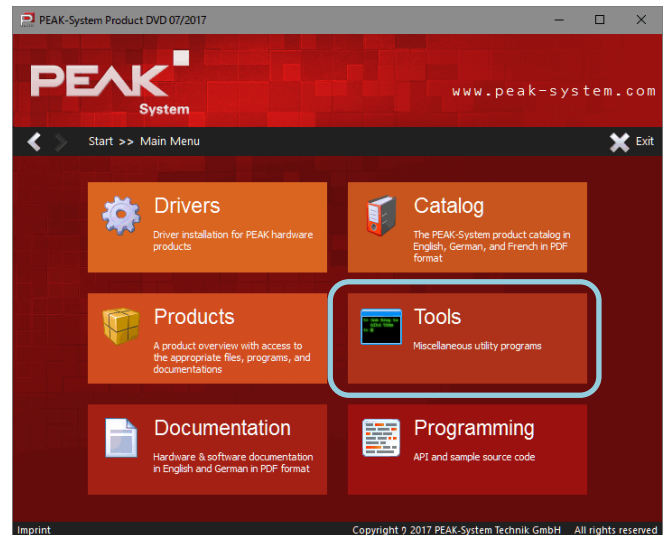 PEAK-System Product DVD 07/2017
PEAK
System
www.peak-system.com
Start >> Main Menu
Exit
Drivers
Driver installation for PEAK hardware
products
Catalog
The PEAK-System product catalog in
English, German, and French in PDF
format
Products
A product overview with access to
the appropriate files, programs, and
documentations
Tools
Miscellaneous utility programs
Documentation
Hardware & software documentation
in English and German in PDF format
Programming
API and sample source code
Imprint
Copyright 9 2017 PEAK-System Technik GmbH All rights reserved